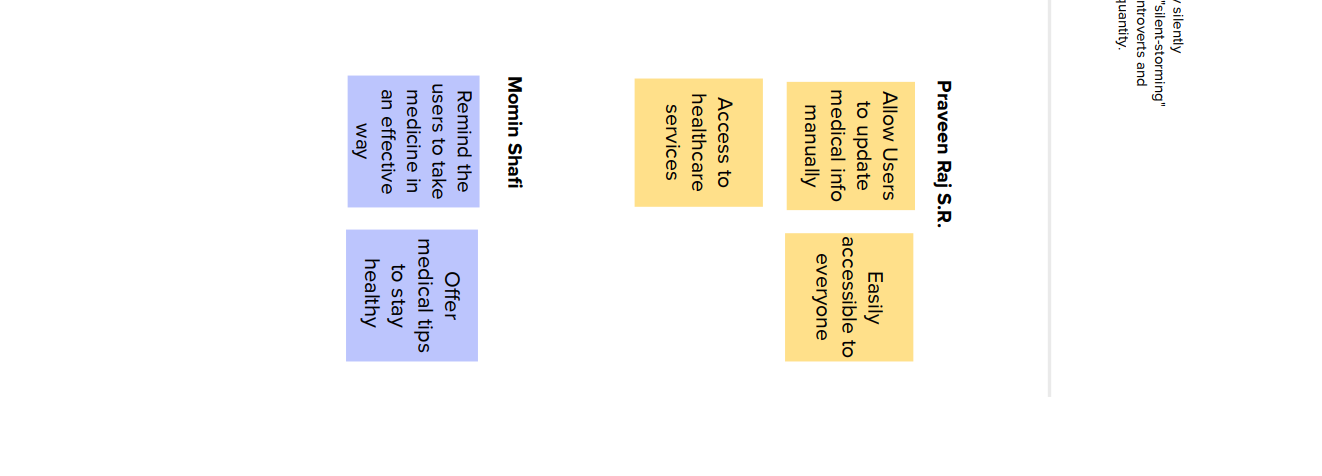 / silently
"silent-storming"
ntroverts and
quantity.
Praveen Raj S.R.
Allow Users
to update
medical info
manually
Easily
accessible to
everyone
Access to
healthcare
services
Momin Shafi
Remind the
users to take
medicine in
an effective
way
Offer
medical tips
to stay
healthy